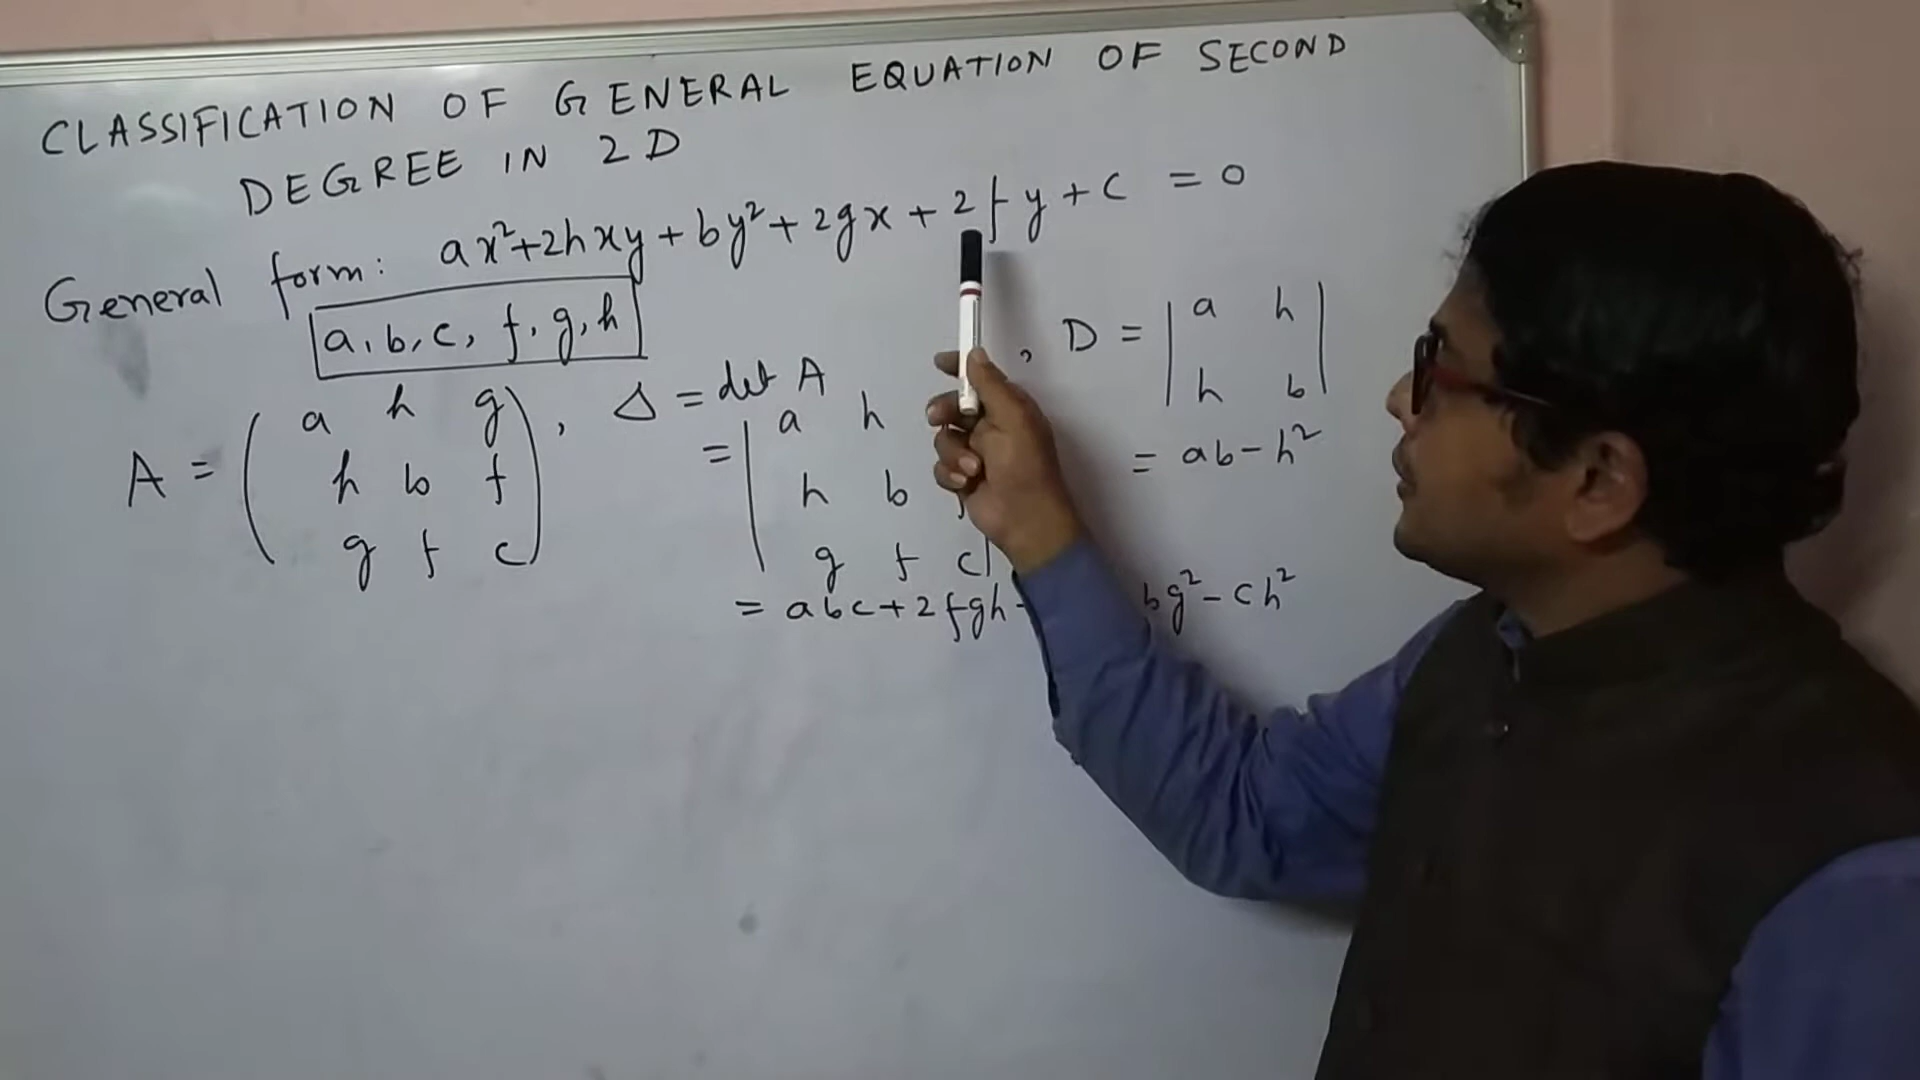 CLASSIFICATION OF GENERAL EQUATION OF SECOND
DEGREE IN 2D
General form: ax²+2hxy+by²+2gx+2fy+c = 0
a, b, c, f, g, h
A = ( a h g
h b f
g f c ) , Δ = det A
= | a h
h b
g f c |
= abc+2fgh- bg²-ch²
, D = | a h
h b |
= ab-h²